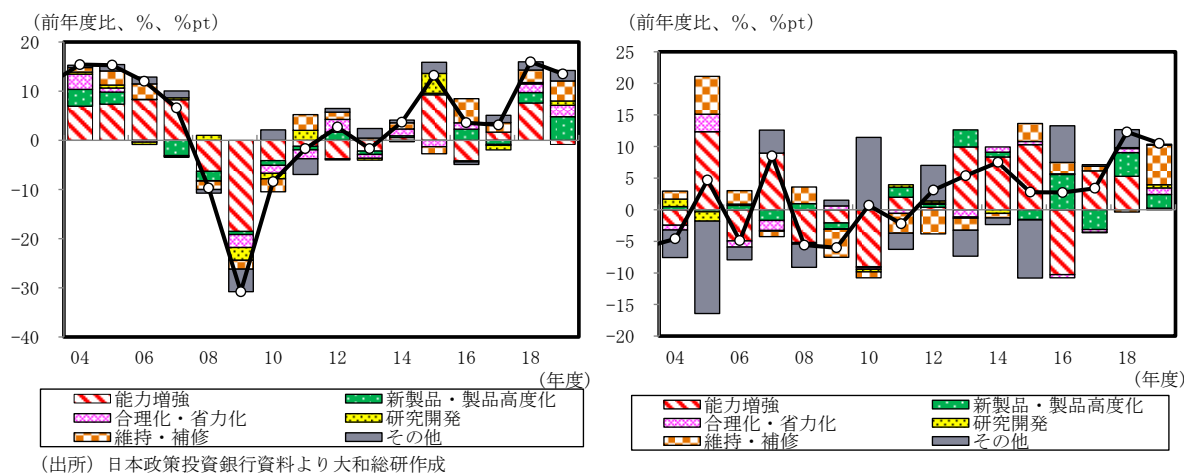 (前年度比、%、%pt)
20
10
0
-10
-20
-30
-40
04 06 08 10 12 14 16 18
(年度)
能力増強 新製品・製品高度化
合理化・省力化 研究開発
維持・補修 その他
(出所) 日本政策投資銀行資料より大和総研作成
(前年度比、%、%pt)
25
20
15
10
5
0
-5
-10
-15
-20
04 06 08 10 12 14 16 18
(年度)
能力増強 新製品・製品高度化
合理化・省力化 研究開発
維持・補修 その他